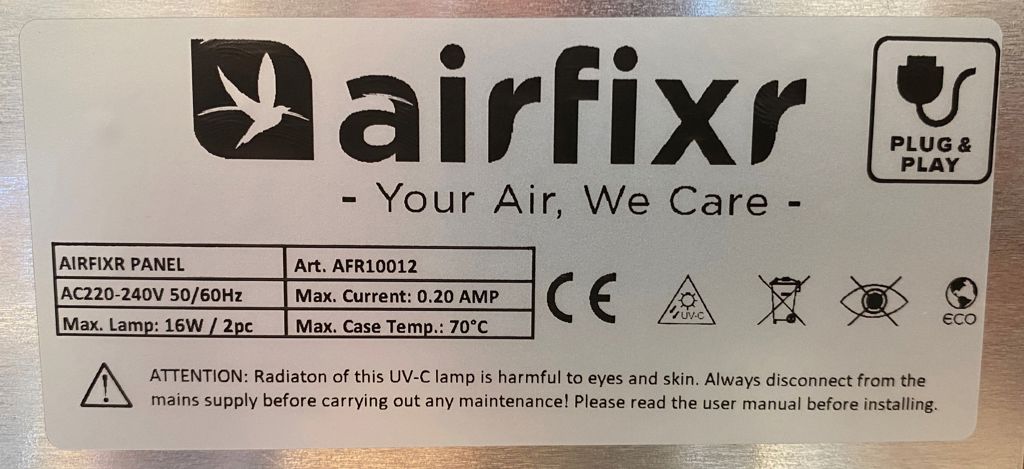 airfixr
- Your Air, We Care -
PLUG &
PLAY
AIRFIXR PANEL
Art. AFR10012
AC220-240V 50/60Hz
Max. Current: 0.20 AMP
Max. Lamp: 16W / 2pc
Max. Case Temp.: 70°C
CE
UV-C
ECO
ATTENTION: Radiaton of this UV-C lamp is harmful to eyes and skin. Always disconnect from the
mains supply before carrying out any maintenance! Please read the user manual before installing.